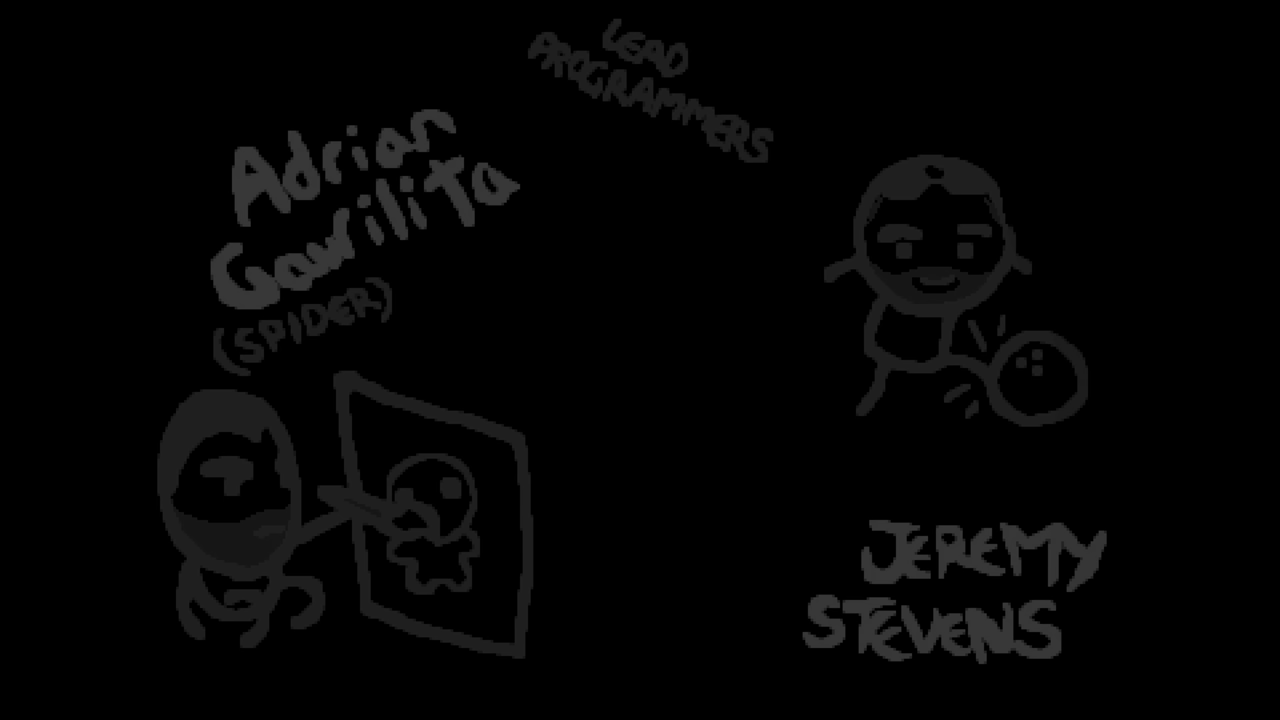 LEAD
PROGRAMMERS
Adrian
Gavrilita
(SPIDER)
JEREMY
STEVENS